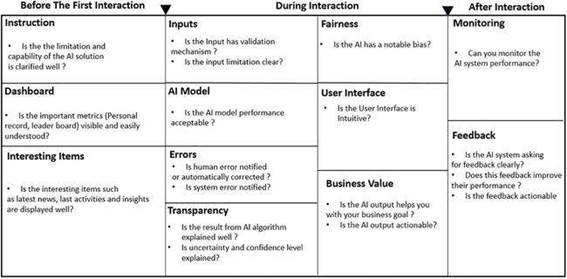 Before The First Interaction
During Interaction
After Interaction
Instruction
• Is the the limitation and
capability of the AI solution
is clarified well ?
Dashboard
• Is the important metrics (Personal
record, leader board) visible and easily
understood?
Interesting Items
• Is the interesting items such
as latest news, last activities and insights
are displayed well?
Inputs
• Is the Input has validation
mechanism ?
• Is the input limitation clear?
AI Model
• Is the AI model performance
acceptable ?
Errors
• Is human error notified
or automatically corrected ?
• Is system error notified?
Transparency
• Is the result from AI algorithm
explained well ?
• Is uncertainty and confidence level
explained?
Fairness
• Is the AI has a notable bias?
User Interface
• Is the User Interface is
Intuitive?
Business Value
• Is the AI output helps you
with your business goal ?
• Is the AI output actionable?
Monitoring
• Can you monitor the
AI system performance?
Feedback
• Is the AI system asking
for feedback clearly?
• Does this feedback improve
their performance ?
• Is the feedback actionable